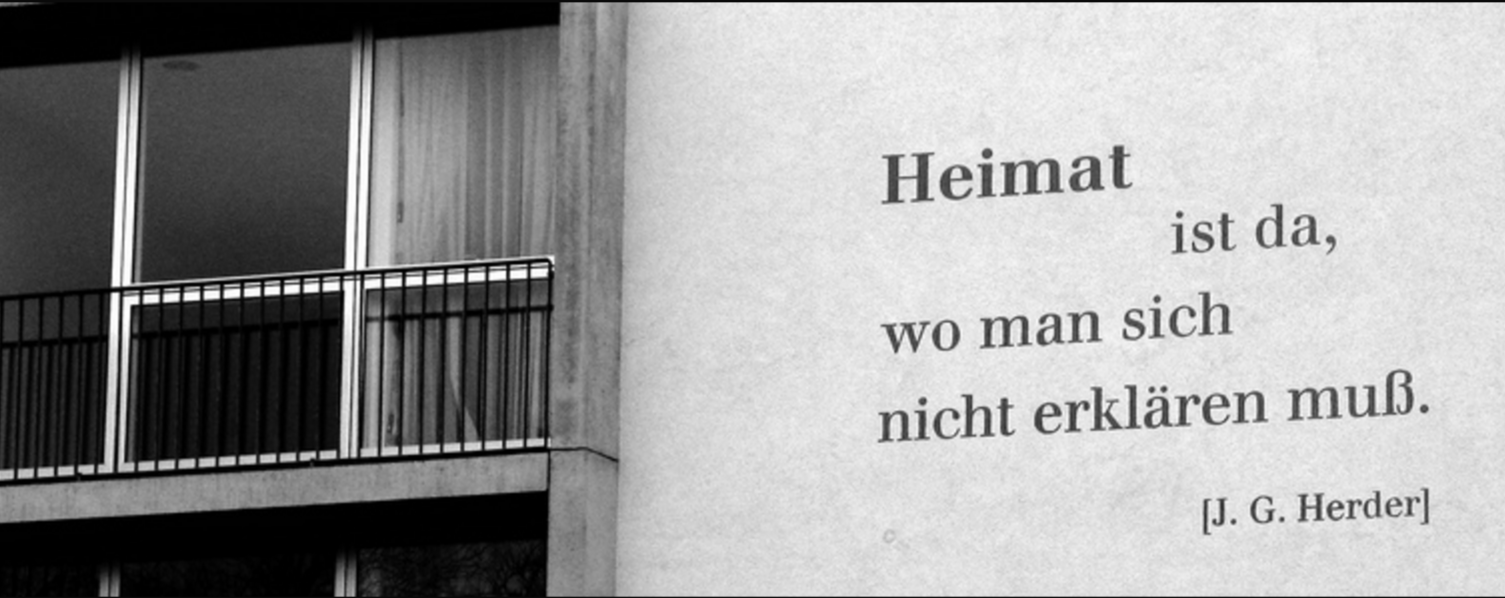 Heimat
ist da,
wo man sich
nicht erklären muß.
[J. G. Herder]